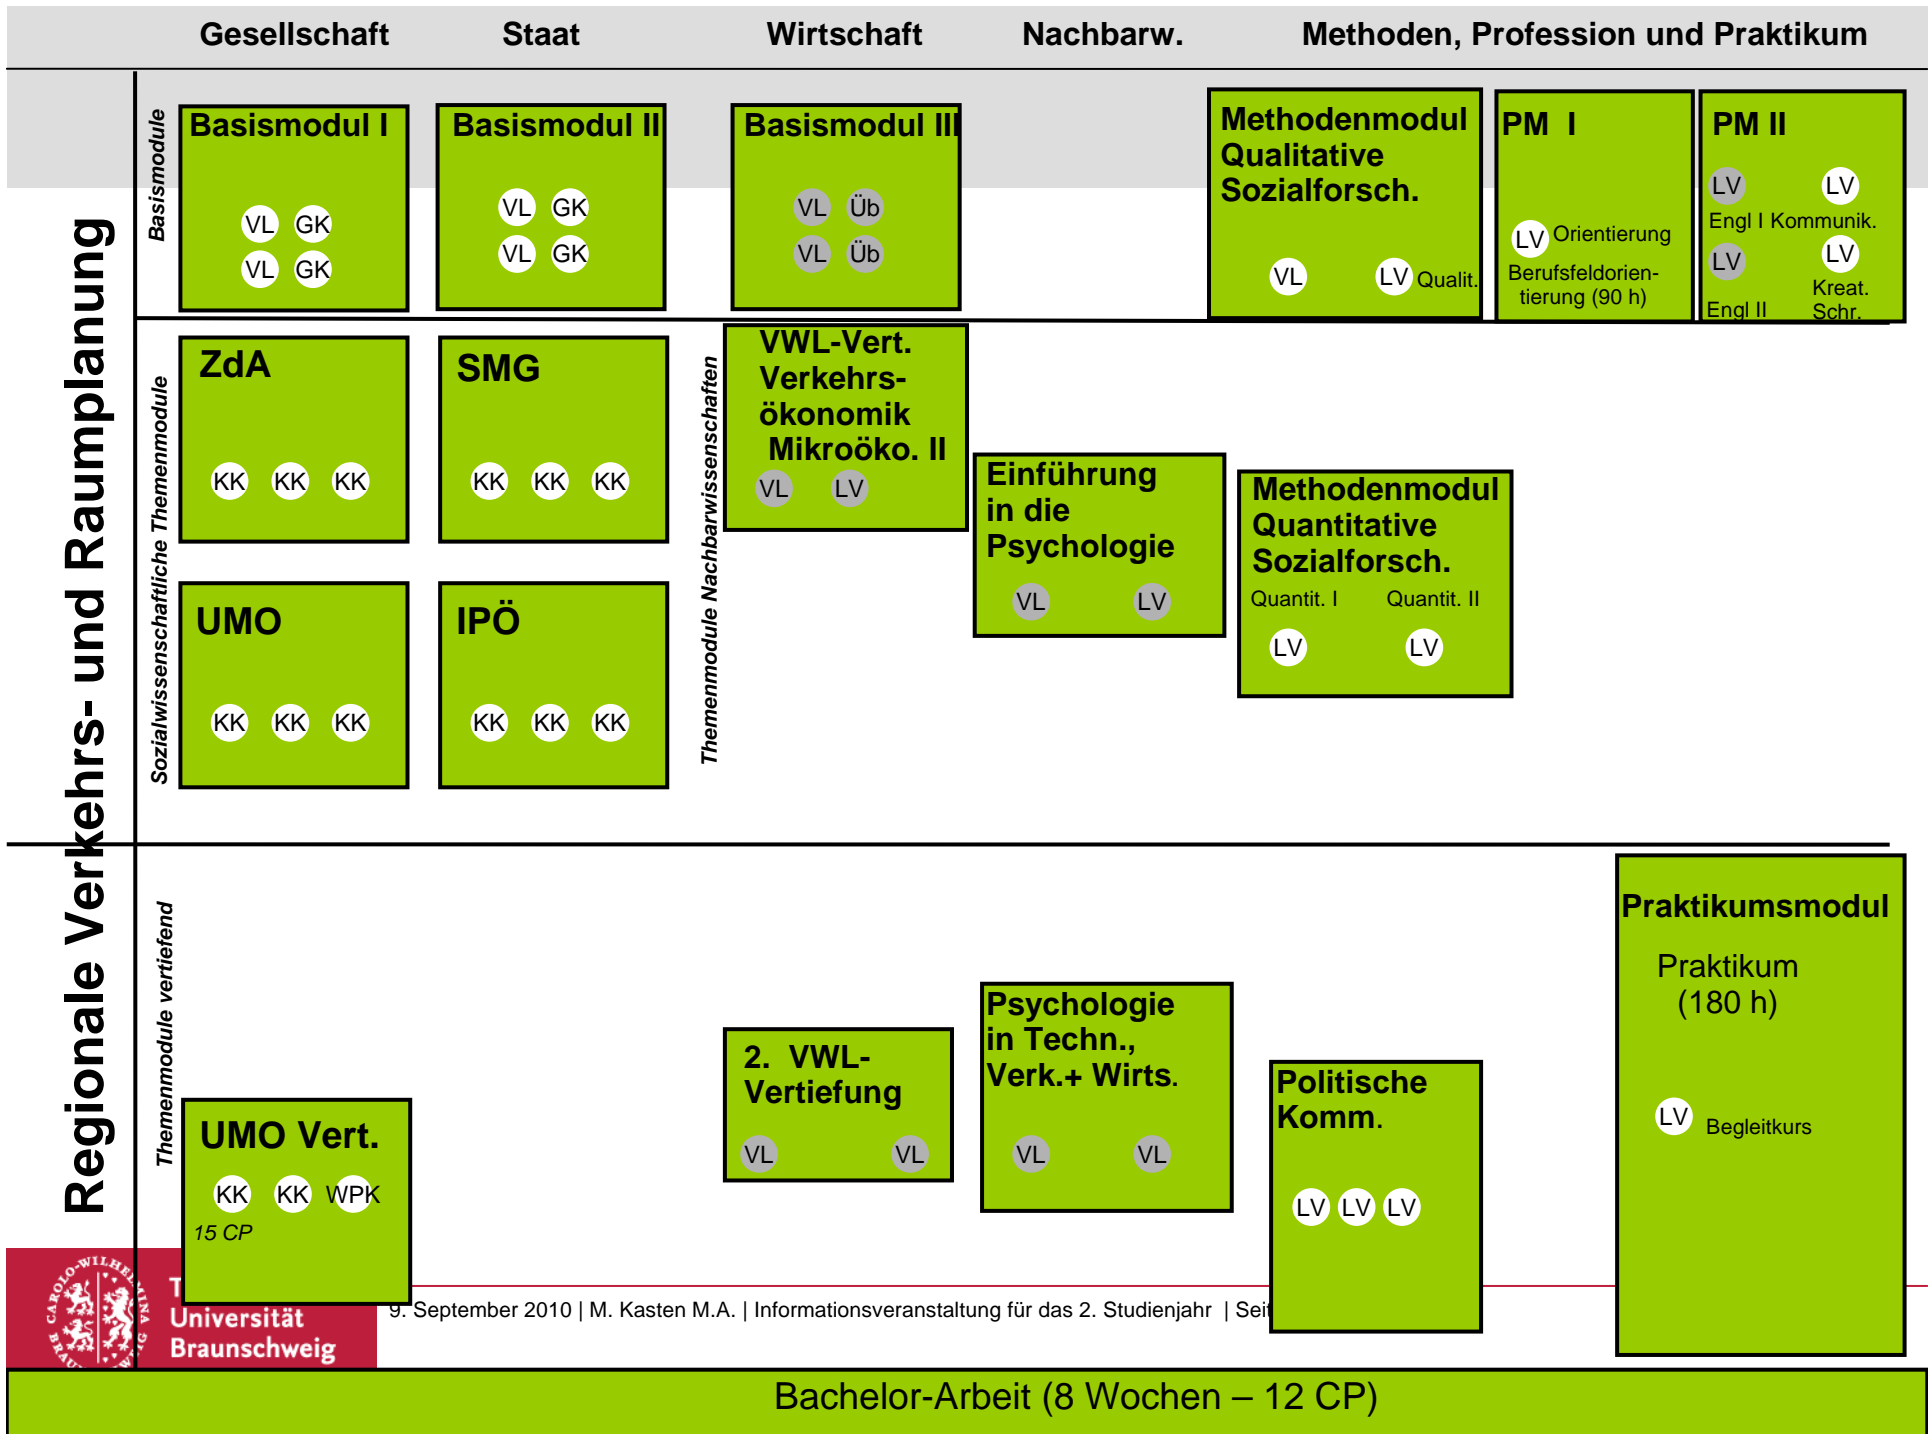 Gesellschaft Staat Wirtschaft Nachbarw. Methoden, Profession und Praktikum
Regionale Verkehrs- und Raumplanung
Basismodule
Basismodul I
VL GK
VL GK
Basismodul II
VL GK
VL GK
Basismodul III
VL Üb
VL Üb
Methodenmodul
Qualitative
Sozialforsch.
VL LV Qualit.
PM I
LV Orientierung
Berufsfeldorien-
tierung (90 h)
PM II
LV LV
Engl I Kommunik.
LV LV
Engl II Kreat.
Schr.
Sozialwissenschaftliche Themenmodule
ZdA
KK KK KK
SMG
KK KK KK
UMO
KK KK KK
IPÖ
KK KK KK
Themenmodule Nachbarwissenschaften
VWL-Vert.
Verkehrs-
ökonomik
Mikroöko. II
VL LV
Einführung
in die
Psychologie
VL LV
Methodenmodul
Quantitative
Sozialforsch.
Quantit. I Quantit. II
LV LV
Themenmodule vertiefend
UMO Vert.
KK KK WPK
15 CP
2. VWL-
Vertiefung
VL VL
Psychologie
in Techn.,
Verk.+ Wirts.
VL VL
Politische
Komm.
LV LV LV
Praktikumsmodul
Praktikum
(180 h)
LV Begleitkurs
Universität
Braunschweig
9. September 2010 | M. Kasten M.A. | Informationsveranstaltung für das 2. Studienjahr | Seit
Bachelor-Arbeit (8 Wochen – 12 CP)